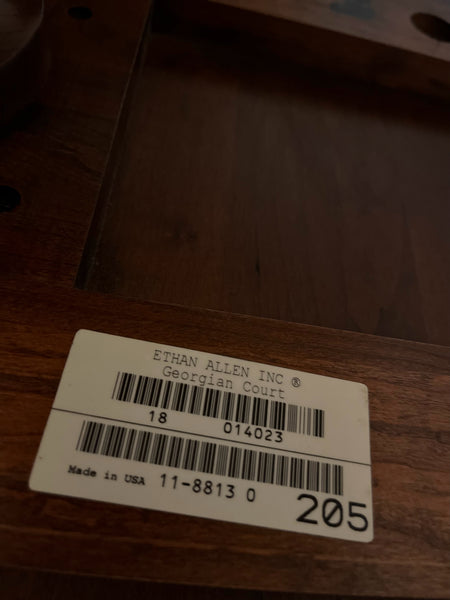 ETHAN ALLEN INC ®
Georgian Court
18 014023
Made in USA 11-8813 0 205